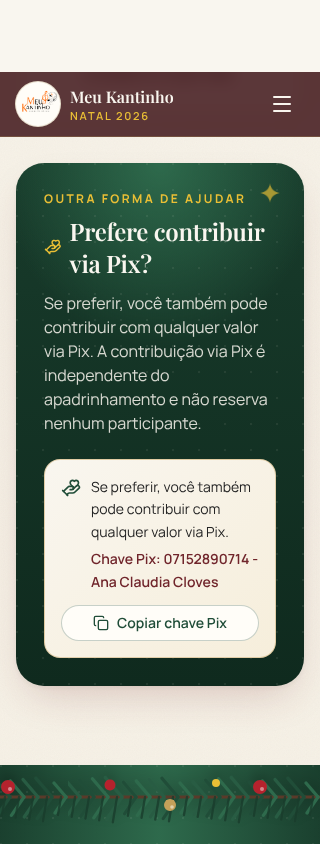 MEU
KANTINHO
Meu Kantinho
NATAL 2026
OUTRA FORMA DE AJUDAR
Prefere contribuir
via Pix?
Se preferir, você também pode
contribuir com qualquer valor
via Pix. A contribuição via Pix é
independente do
apadrinhamento e não reserva
nenhum participante.
Se preferir, você também
pode contribuir com
qualquer valor via Pix.
Chave Pix: 07152890714 -
Ana Claudia Cloves
Copiar chave Pix